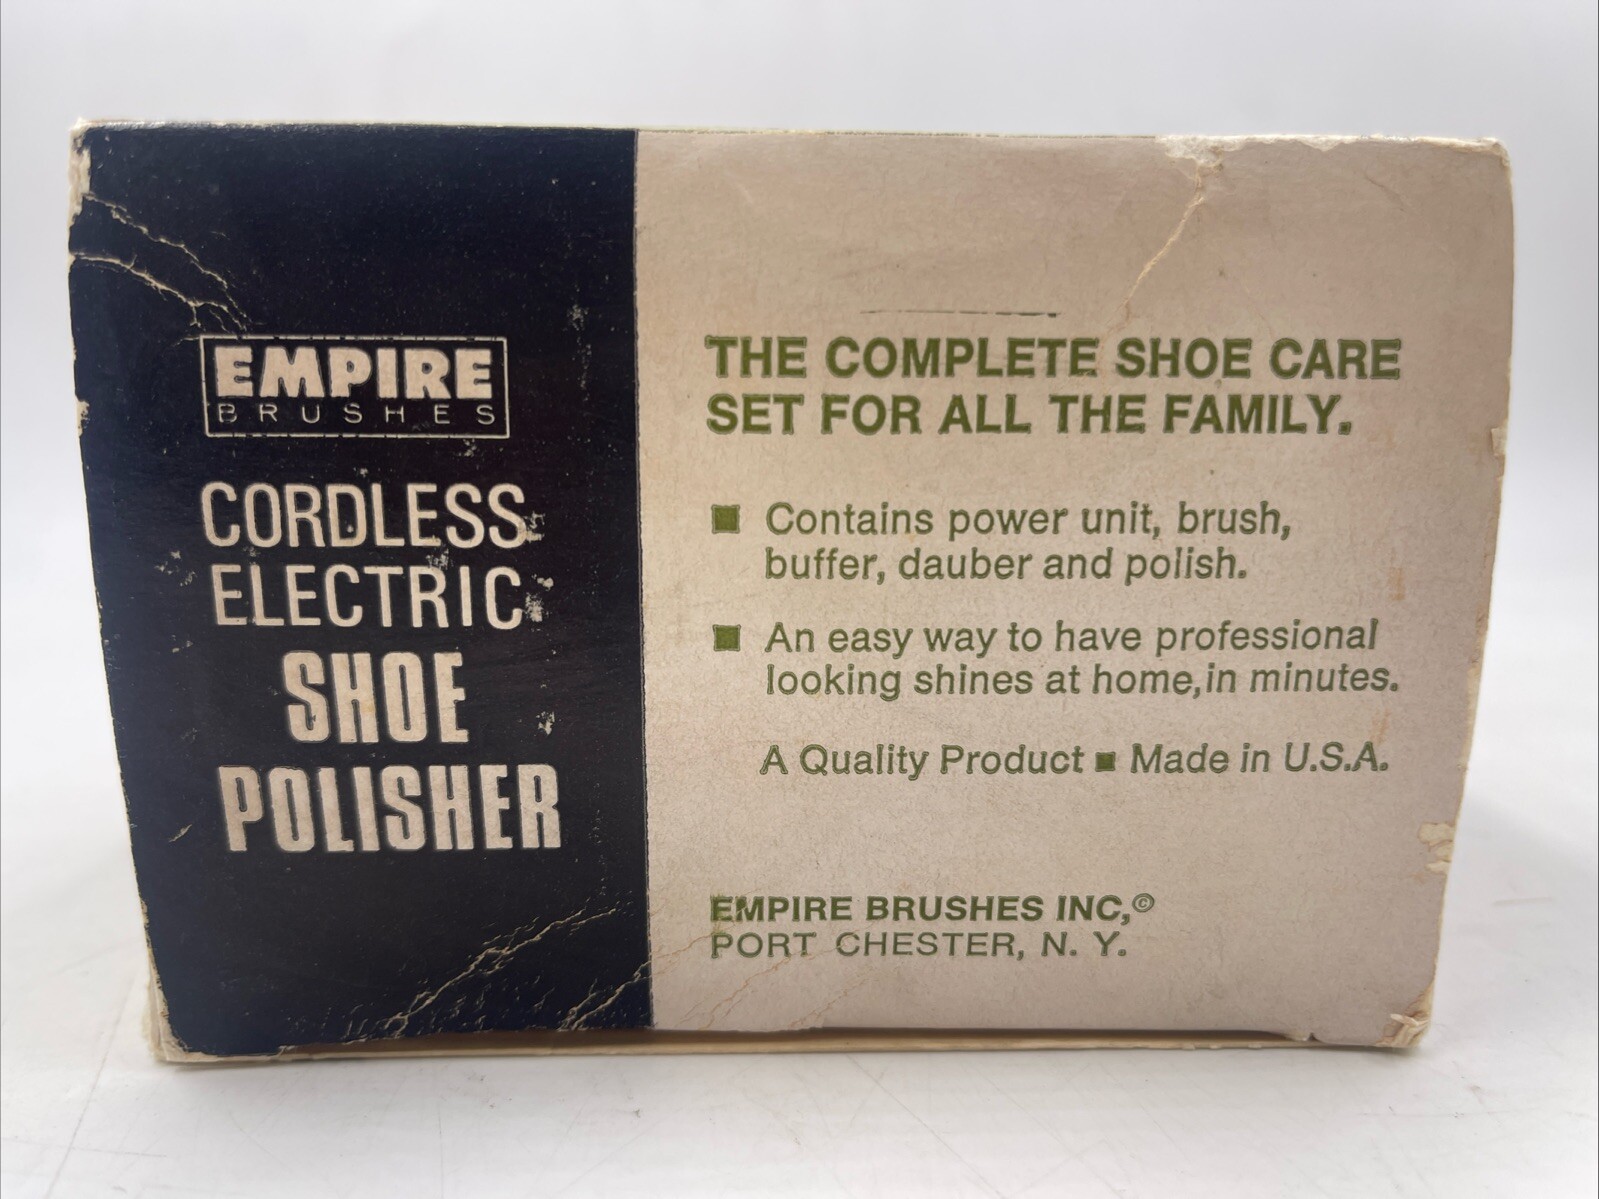 EMPIRE
BRUSHES
CORDLESS
ELECTRIC
SHOE
POLISHER
THE COMPLETE SHOE CARE
SET FOR ALL THE FAMILY.
■ Contains power unit, brush,
buffer, dauber and polish.
■ An easy way to have professional
looking shines at home,in minutes.
A Quality Product ■ Made in U.S.A.
EMPIRE BRUSHES INC,©
PORT CHESTER, N. Y.